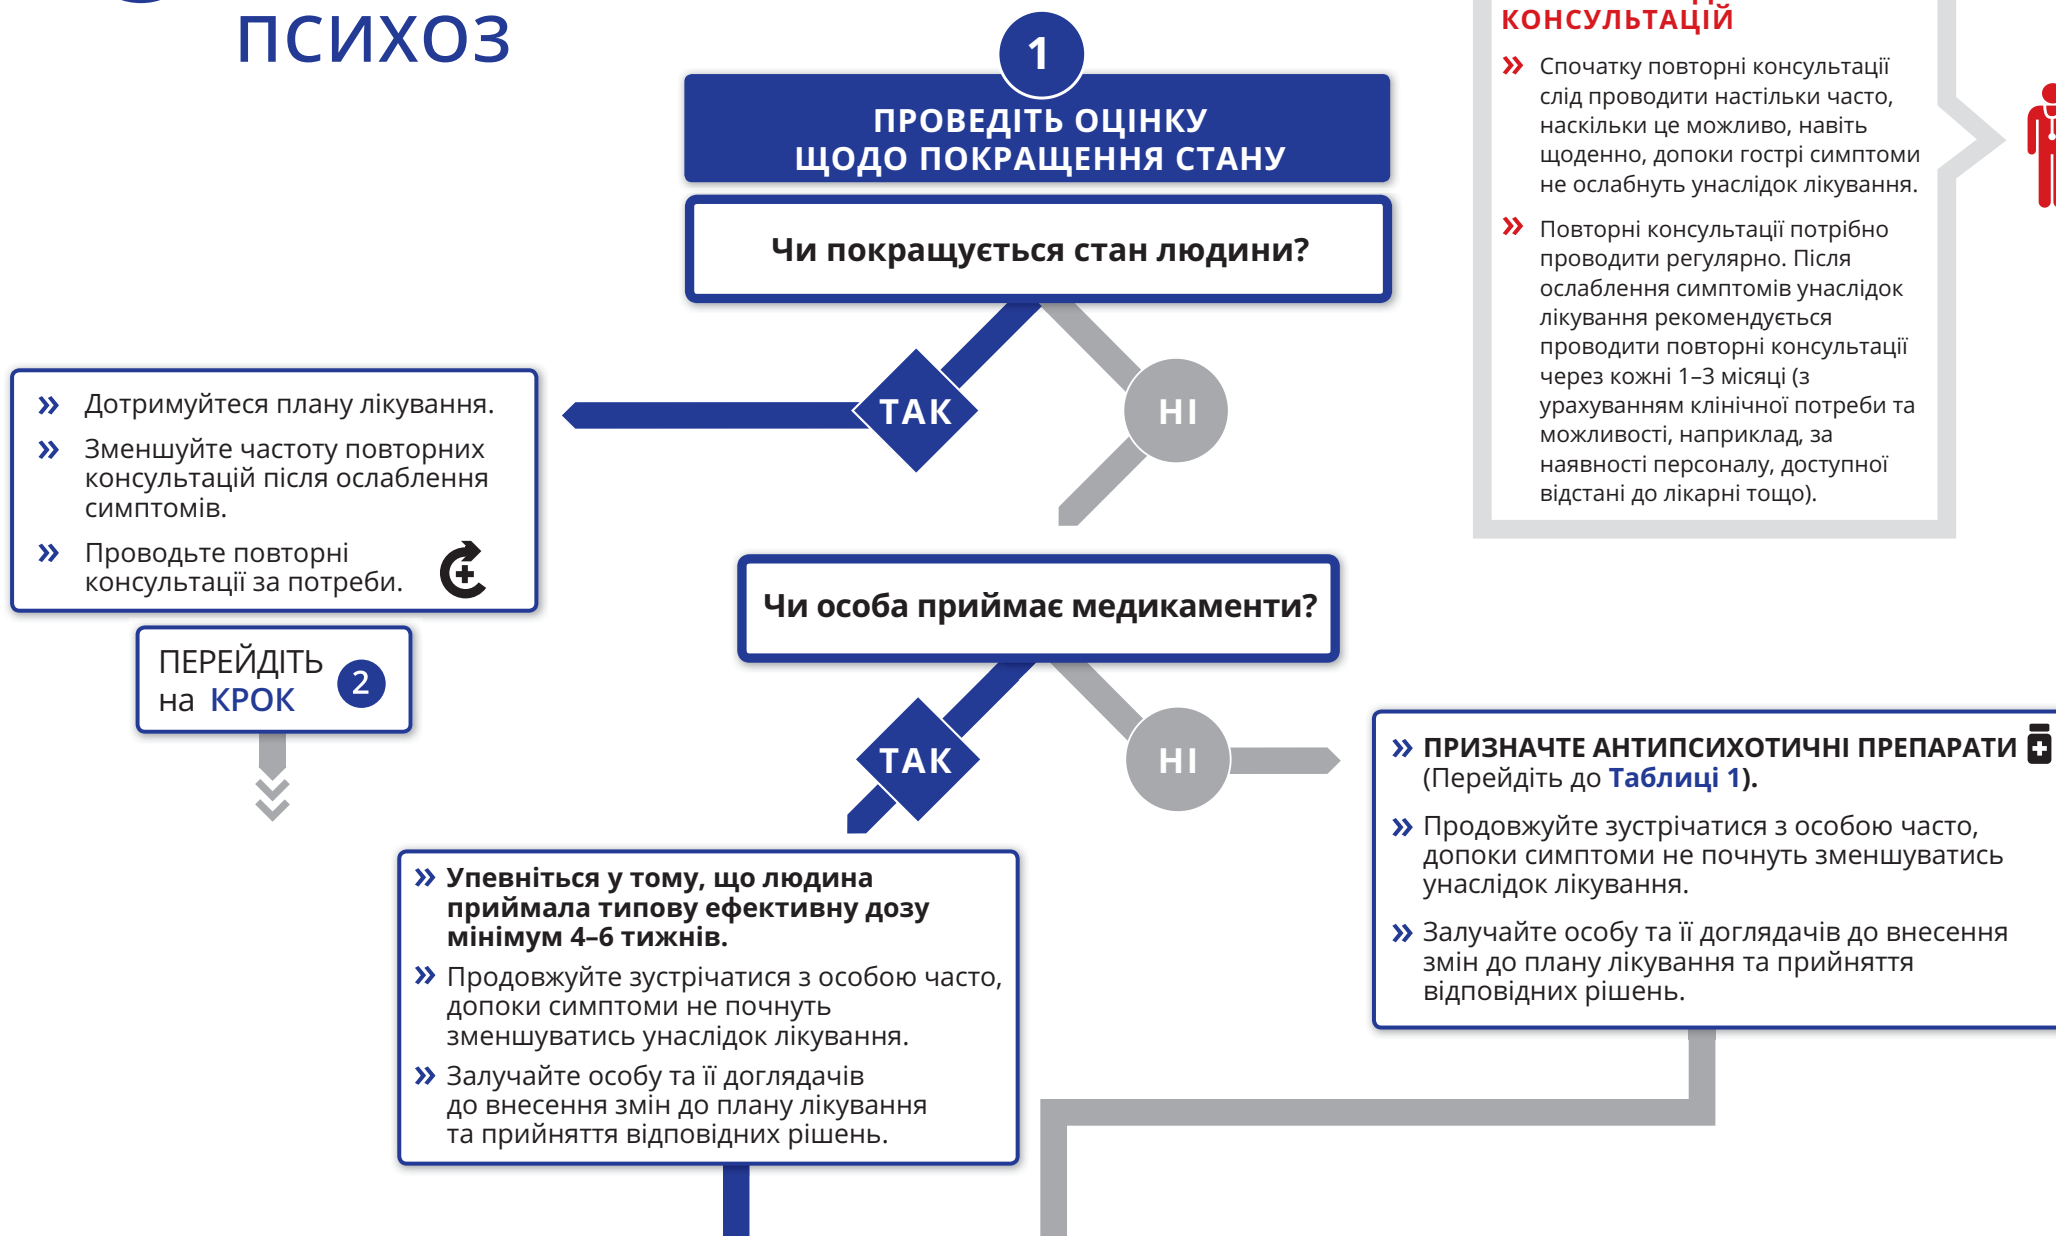 ПСИХОЗ
1
ПРОВЕДІТЬ ОЦІНКУ
ЩОДО ПОКРАЩЕННЯ СТАНУ
Чи покращується стан людини?
КОНСУЛЬТАЦІЙ
» Спочатку повторні консультації
слід проводити настільки часто,
наскільки це можливо, навіть
щоденно, допоки гострі симптоми
не ослабнуть унаслідок лікування.
» Повторні консультації потрібно
проводити регулярно. Після
ослаблення симптомів унаслідок
лікування рекомендується
проводити повторні консультації
через кожні 1–3 місяці (з
урахуванням клінічної потреби та
можливості, наприклад, за
наявності персоналу, доступної
відстані до лікарні тощо).
ТАК
НІ
» Дотримуйтеся плану лікування.
» Зменшуйте частоту повторних
консультацій після ослаблення
симптомів.
» Проводьте повторні
консультації за потреби.
ПЕРЕЙДІТЬ
на КРОК 2
Чи особа приймає медикаменти?
ТАК
НІ
» Упевніться у тому, що людина
приймала типову ефективну дозу
мінімум 4–6 тижнів.
» Продовжуйте зустрічатися з особою часто,
допоки симптоми не почнуть
зменшуватись унаслідок лікування.
» Залучайте особу та її доглядачів
до внесення змін до плану лікування
та прийняття відповідних рішень.
» ПРИЗНАЧТЕ АНТИПСИХОТИЧНІ ПРЕПАРАТИ
(Перейдіть до Таблиці 1).
» Продовжуйте зустрічатися з особою часто,
допоки симптоми не почнуть зменшуватись
унаслідок лікування.
» Залучайте особу та її доглядачів до внесення
змін до плану лікування та прийняття
відповідних рішень.